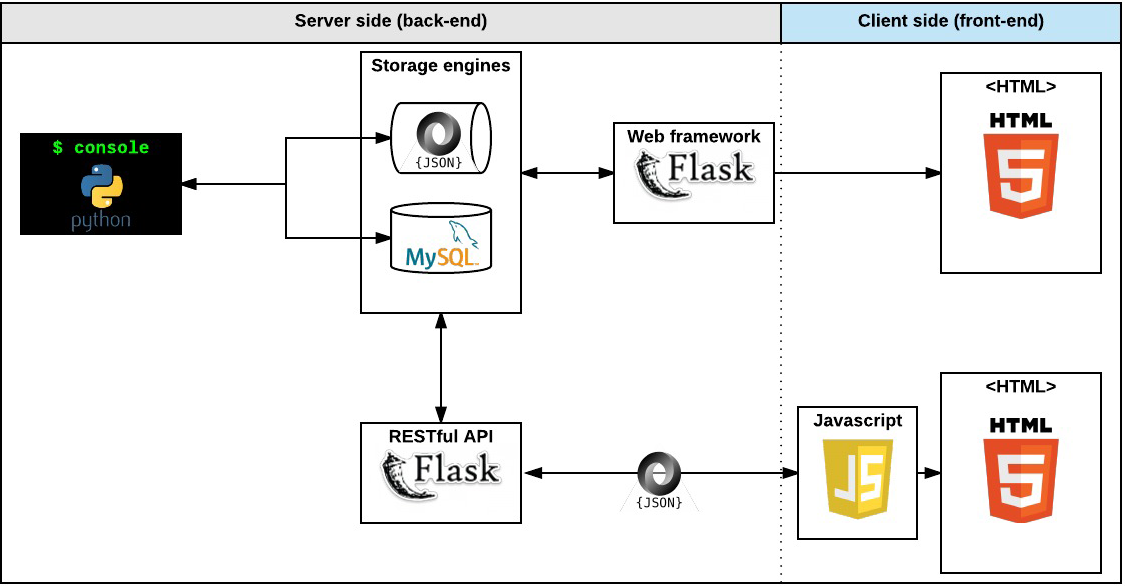 Server side (back-end)
Client side (front-end)
Storage engines
<HTML>
HTML
5
$ console
python
{JSON}
MySQL
Web framework
Flask
RESTful API
Flask
{JSON}
Javascript
JS
<HTML>
HTML
5